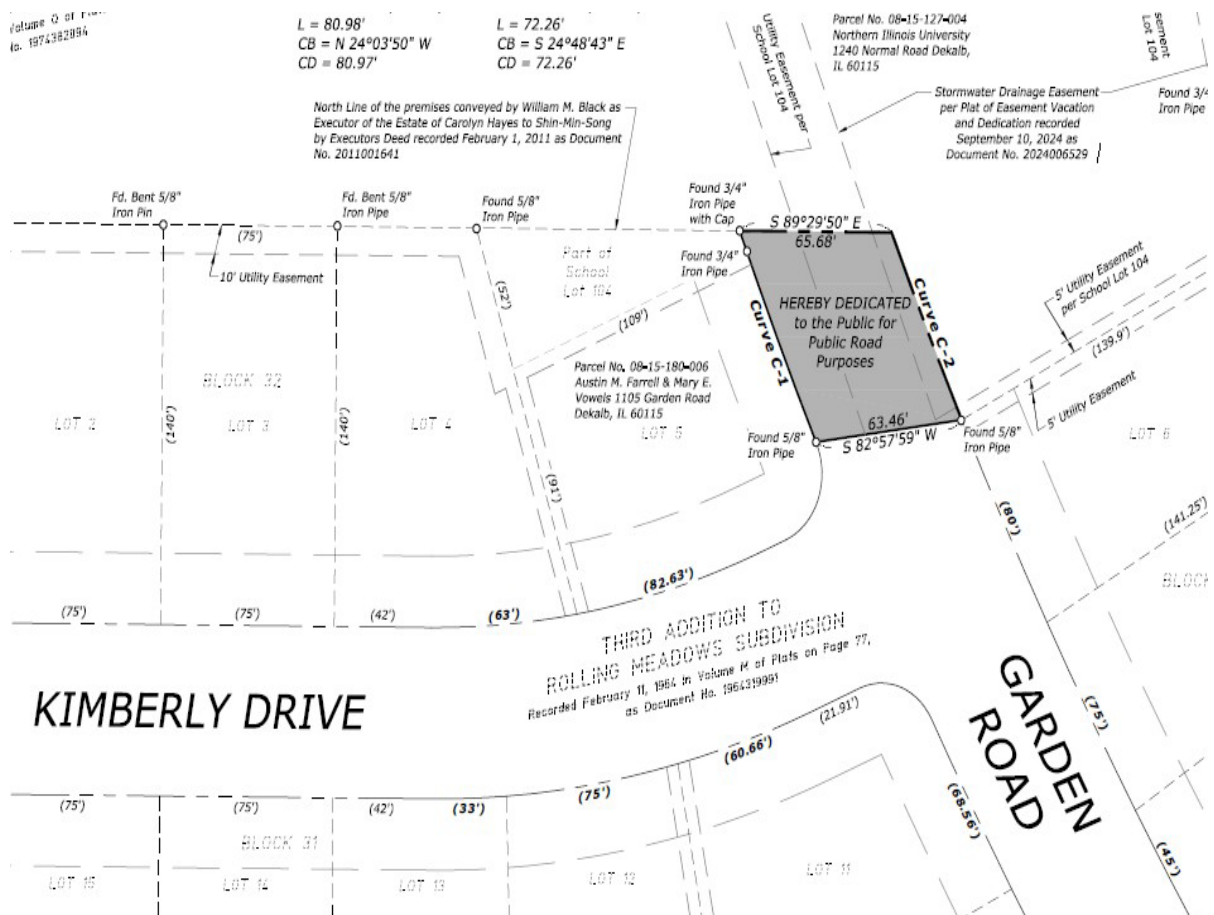 Volume Q of Pla
No. 1974382894
L = 80.98'
CB = N 24°03'50" W
CD = 80.97'
L = 72.26'
CB = S 24°48'43" E
CD = 72.26'
Utility Easement per
School Lot 104
Parcel No. 08-15-127-004
Northern Illinois University
1240 Normal Road Dekalb,
IL 60115
sement
Lot 104
Stormwater Drainage Easement
per Plat of Easement Vacation
and Dedication recorded
September 10, 2024 as
Document No. 2024006529
Found 3/4"
Iron Pipe
North Line of the premises conveyed by William M. Black as
Executor of the Estate of Carolyn Hayes to Shin-Min-Song
by Executors Deed recorded February 1, 2011 as Document
No. 2011001641
Fd. Bent 5/8"
Iron Pin
Fd. Bent 5/8"
Iron Pipe
Found 5/8"
Iron Pipe
Found 3/4"
Iron Pipe
with Cap
S 89°29'50" E
65.68'
(75')
10' Utility Easement
Part of
School
Lot 104
Found 3/4"
Iron Pipe
(52')
(109')
Curve C-1
HEREBY DEDICATED
to the Public for
Public Road
Purposes
Curve C-2
5' Utility Easement
per School Lot 104
(139.9')
5' Utility Easement
Parcel No. 08-15-180-006
Austin M. Farrell & Mary E.
Vowels 1105 Garden Road
Dekalb, IL 60115
BLOCK 32
LOT 2
(140')
LOT 3
(140')
LOT 4
LOT 5
63.46'
S 82°57'59" W
Found 5/8"
Iron Pipe
Found 5/8"
Iron Pipe
LOT 6
(91')
(80')
(141.25')
BLOCK
(82.63')
(75')
(75')
(42')
(63')
THIRD ADDITION TO
ROLLING MEADOWS SUBDIVISION
Recorded February 11, 1964 in Volume M of Plats on Page 77,
as Document No. 1964319991
KIMBERLY DRIVE
GARDEN
ROAD
(75')
(21.91')
(60.66')
(75')
(75')
(75')
(42')
(33')
(68.56')
(45')
BLOCK 31
LOT 15
LOT 14
LOT 13
LOT 12
LOT 11